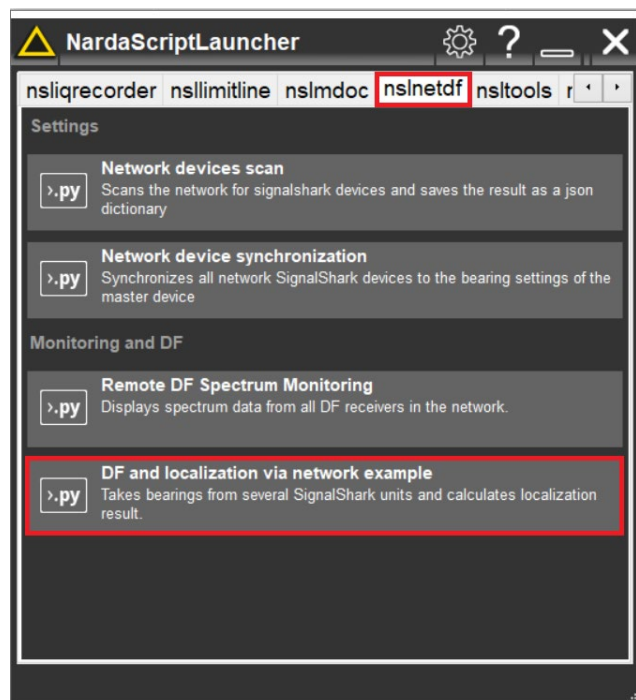 NardaScriptLauncher
?
nsliqrecorder nsllimitline nslmdoc nslnetdf nsltools
Settings
>.py
Network devices scan
Scans the network for signalshark devices and saves the result as a json
dictionary
>.py
Network device synchronization
Synchronizes all network SignalShark devices to the bearing settings of the
master device
Monitoring and DF
>.py
Remote DF Spectrum Monitoring
Displays spectrum data from all DF receivers in the network.
>.py
DF and localization via network example
Takes bearings from several SignalShark units and calculates localization
result.